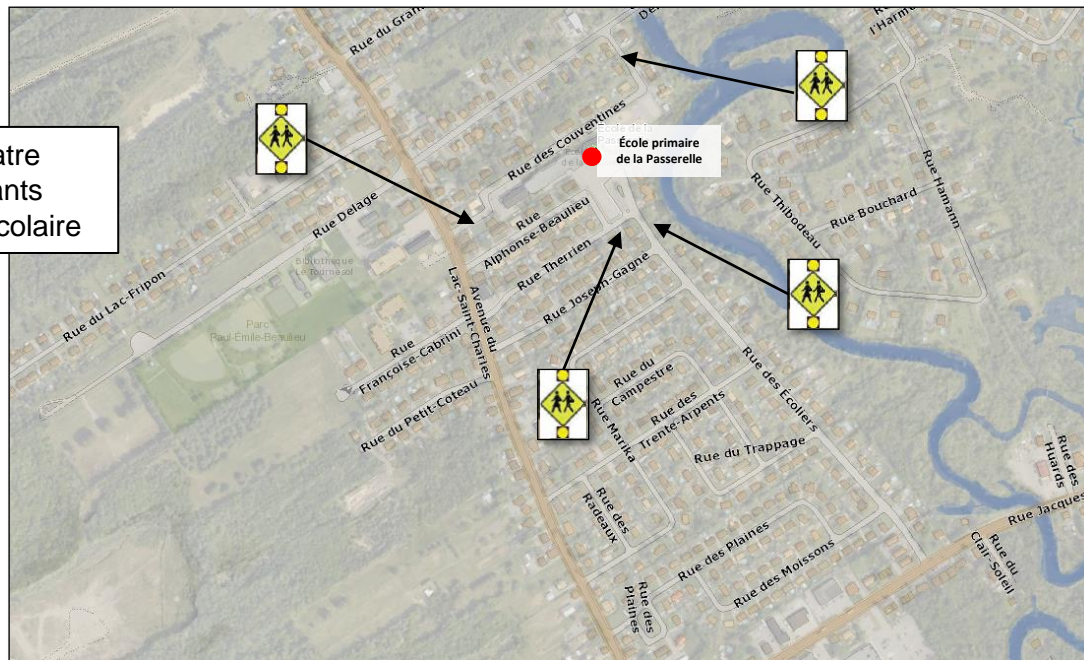 atre
ants
colaire
Rue du Gran
De
Ru
l'Harm
Rue des Couventines
École primaire
de la Passerelle
Rue Hamann
Rue Thibodeau
Rue Bouchard
Rue Delage
Rue
Alphonse-Beaulieu
Rue Therrien
Rue Joseph-Gagne
Bibliothèque
Le Tournesol
Parc
Paul-Émile-Beaulieu
Rue du Lac-Fripon
Avenue du
Lac-Saint-Charles
Rue
Françoise-Cabrini
Rue du Petit-Coteau
Rue des Écoliers
Rue du
Campestre
Rue des
Trente-Arpents
Rue Marika
Rue du Trappage
Rue des
Radeaux
Rue des Plaines
Rue des Moissons
Rue des
Plaines
Rue des
Huards
Rue Jacques
Rue du
Clair-Soleil